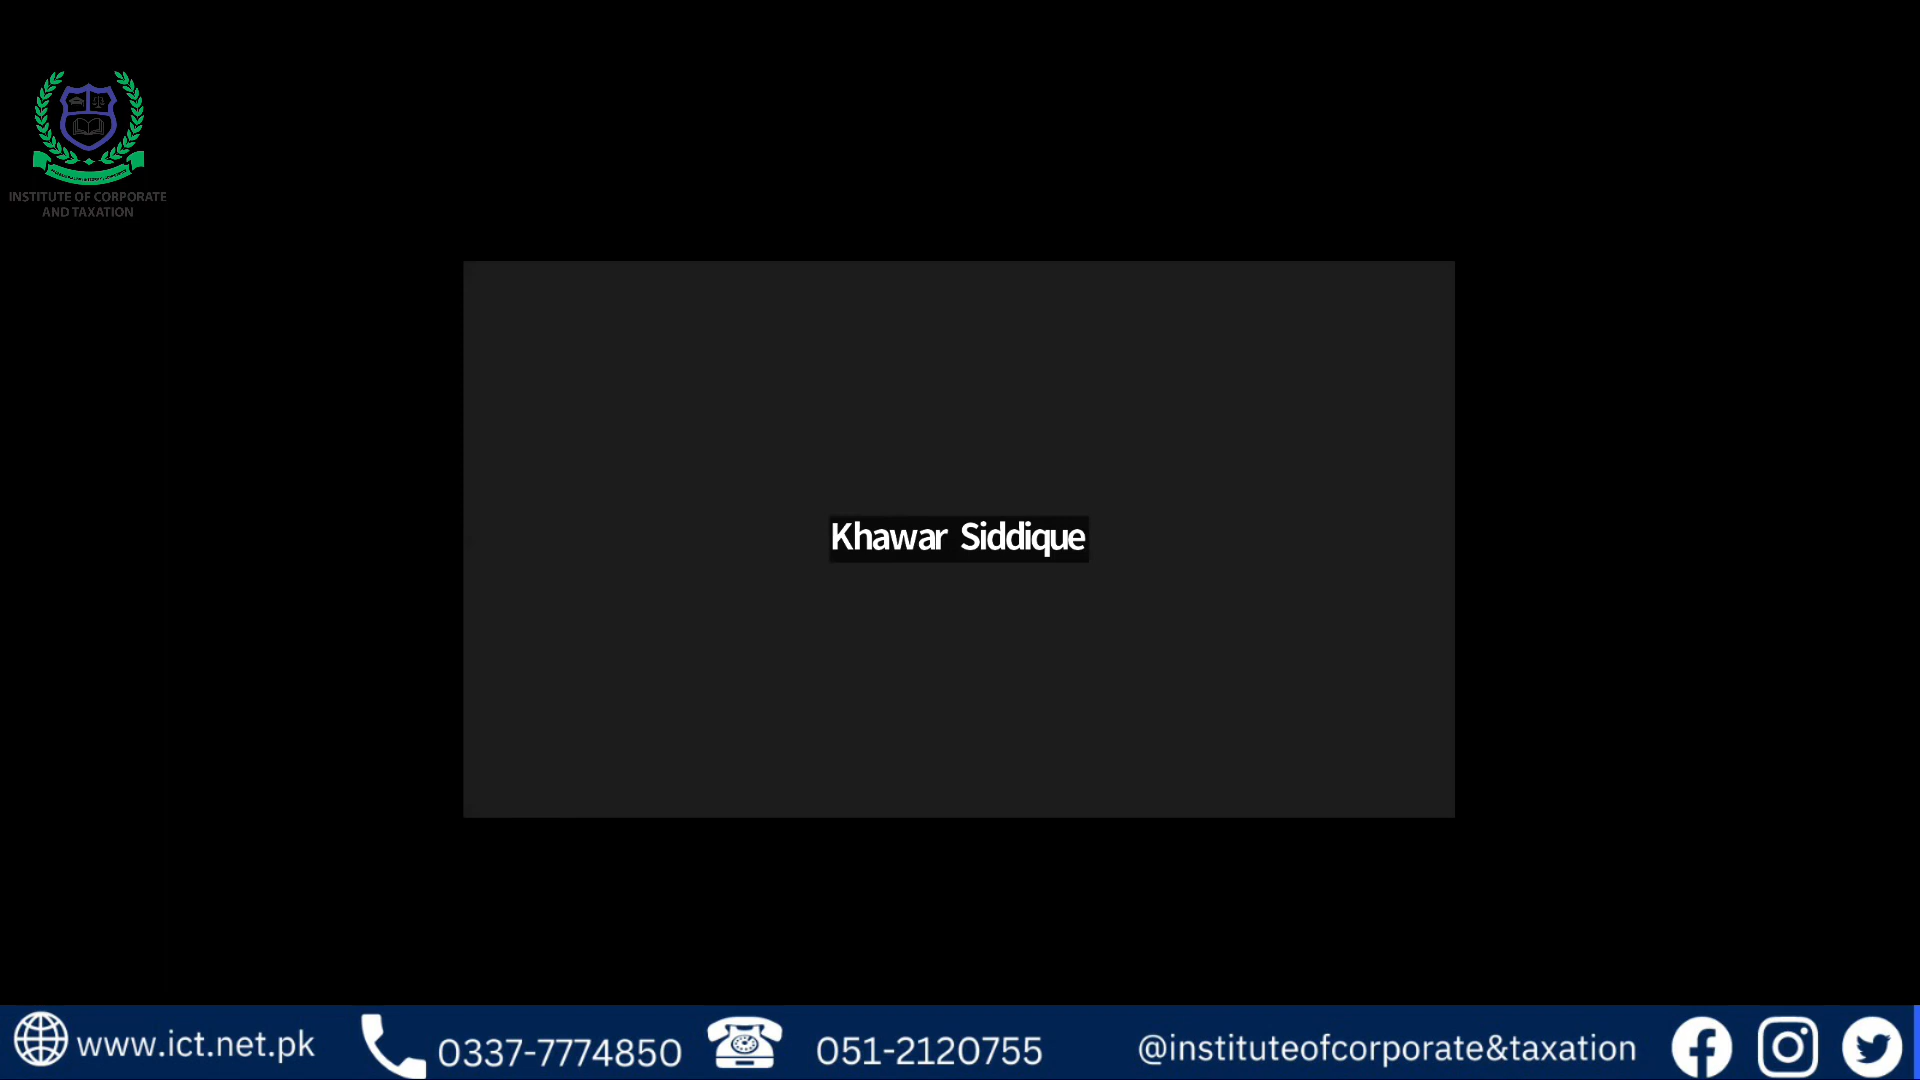 INSTITUTE OF CORPORATE
AND TAXATION
Khawar Siddique
www.ict.net.pk
0337-7774850
051-2120755
@instituteofcorporate&taxation